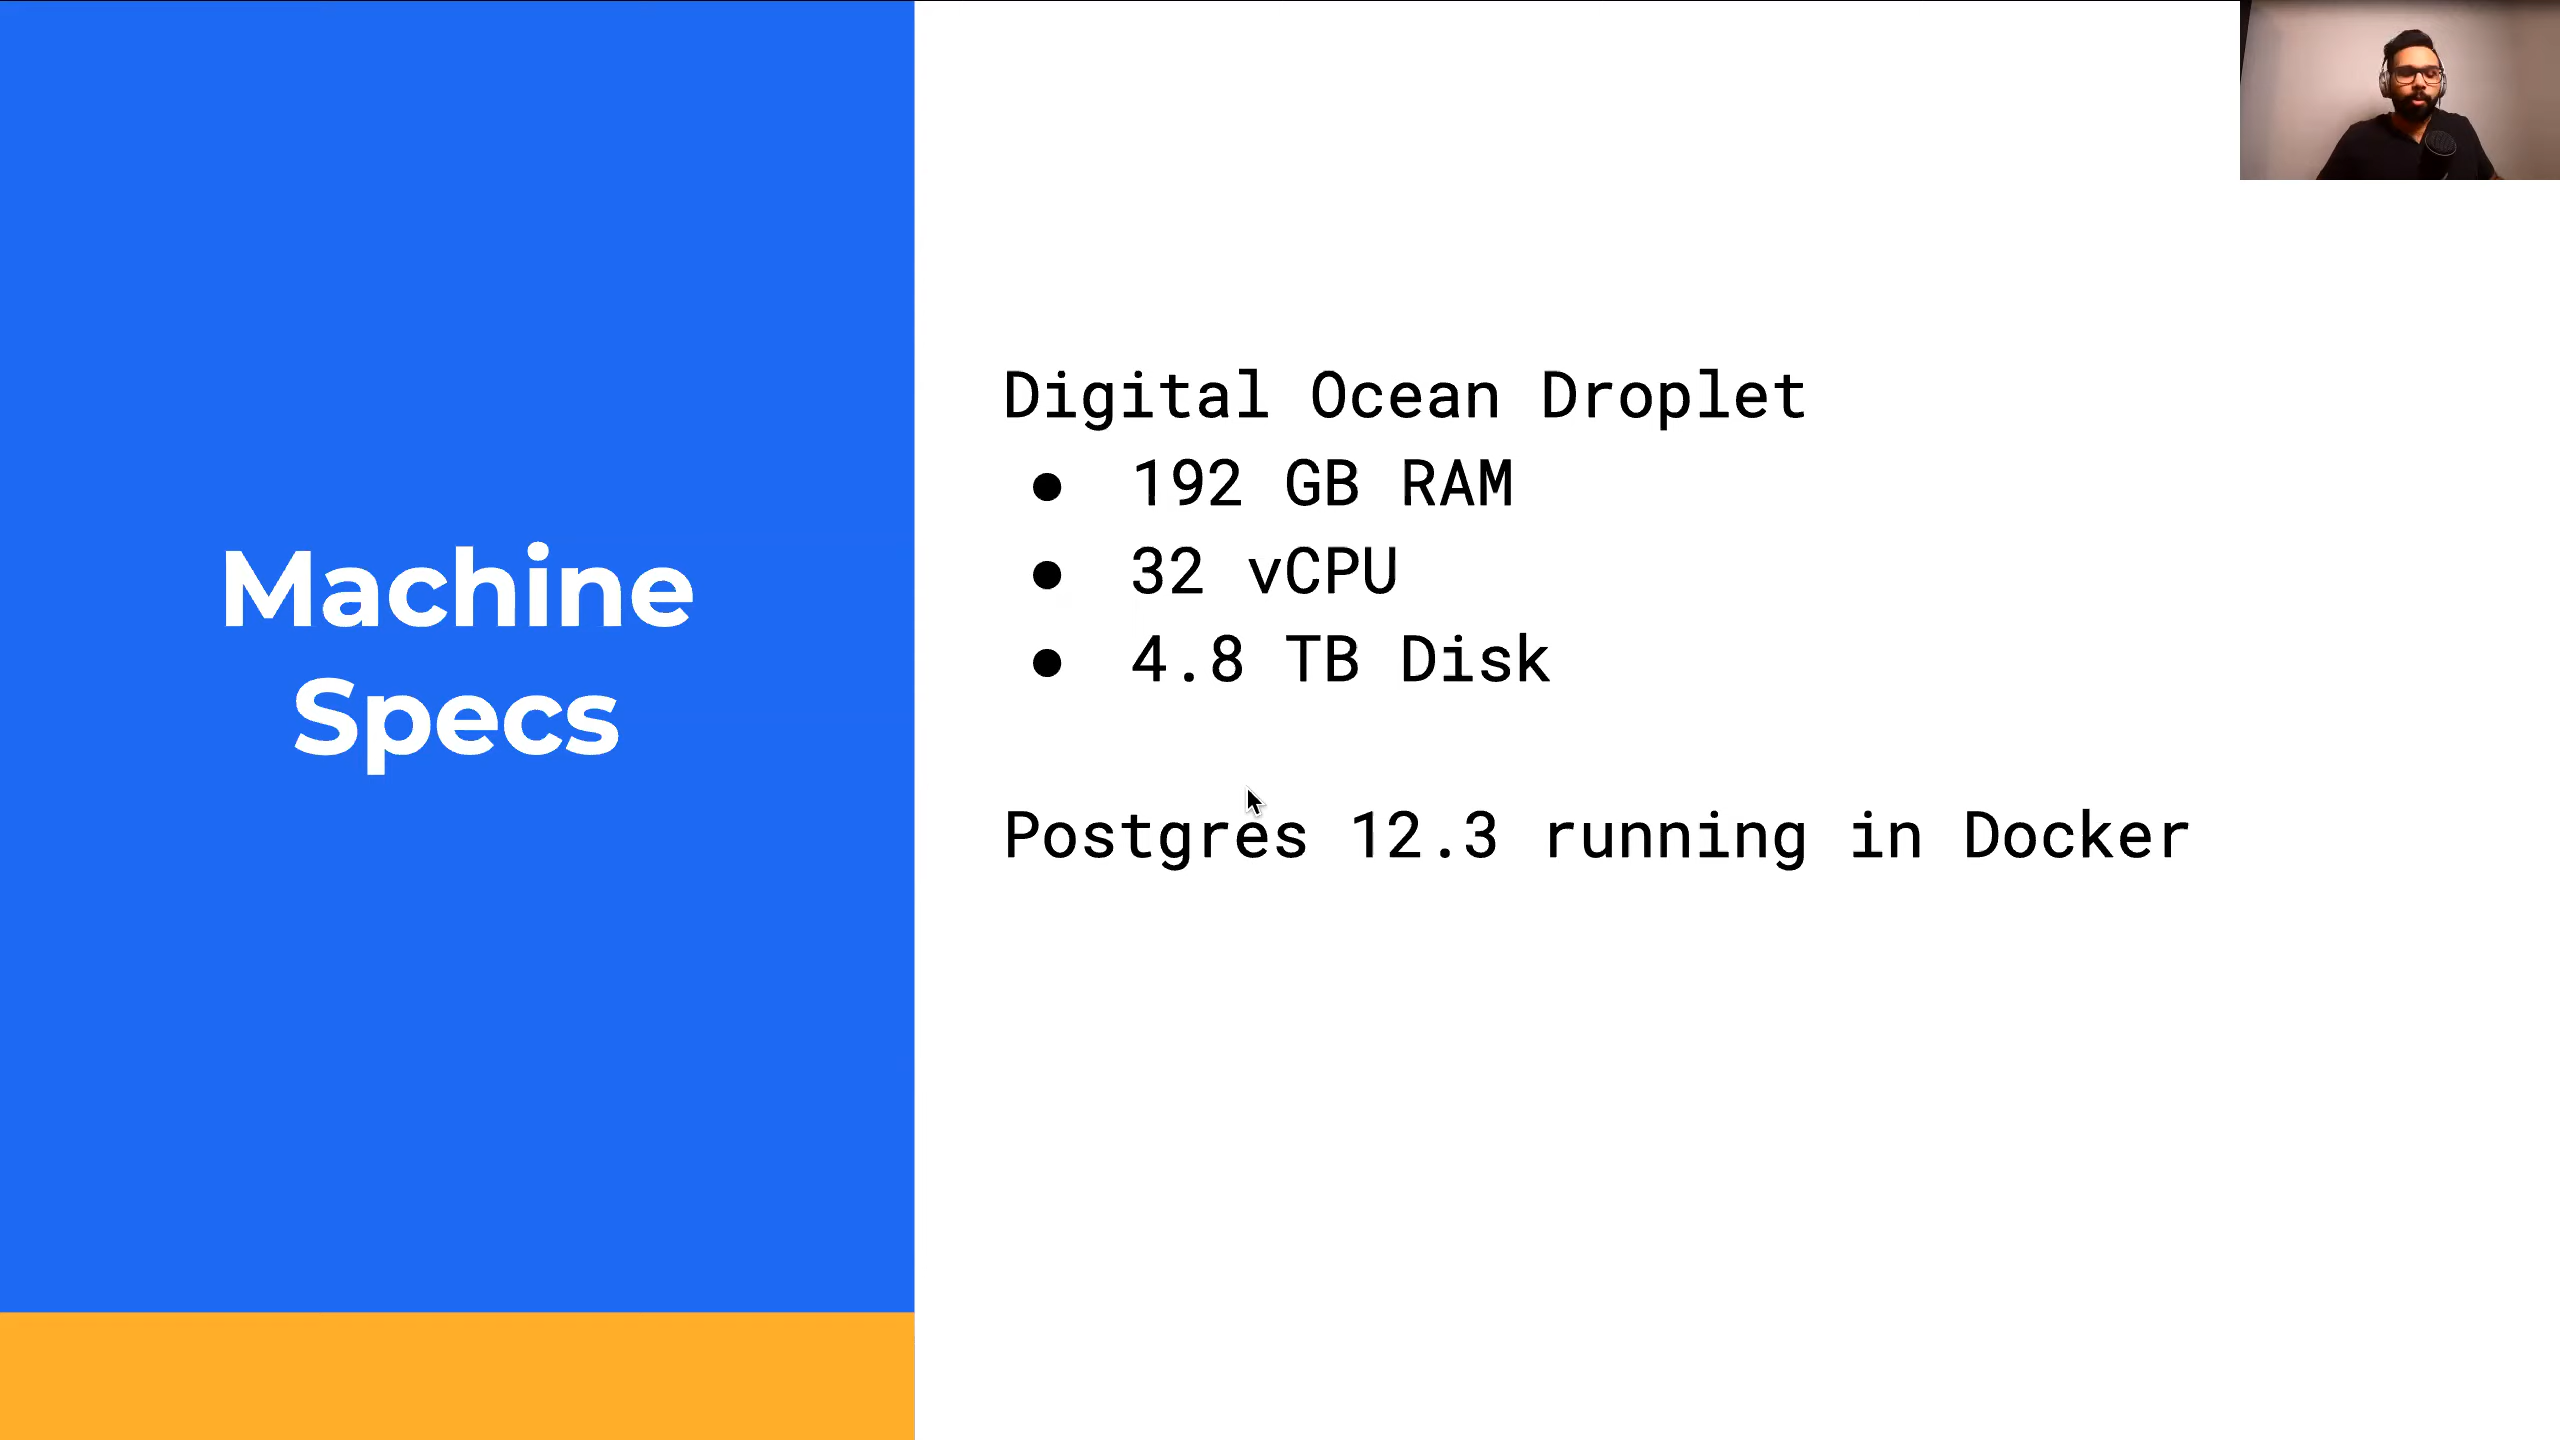 Machine
Specs
Digital Ocean Droplet
● 192 GB RAM
● 32 vCPU
● 4.8 TB Disk
Postgres 12.3 running in Docker